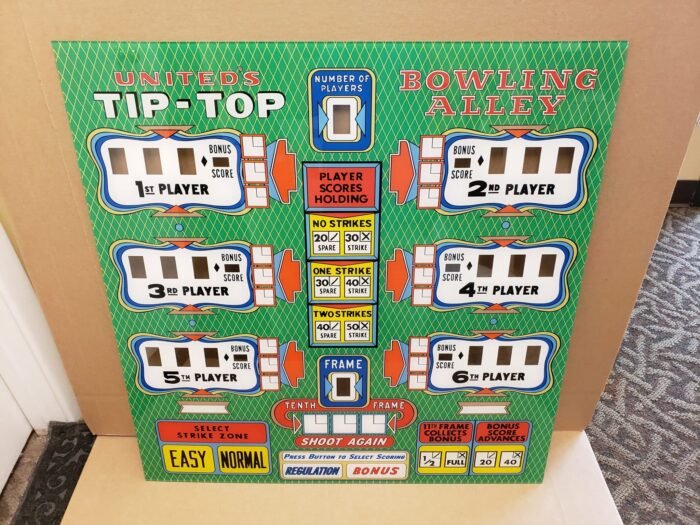 UNITED'S
TIP-TOP
NUMBER OF
PLAYERS
BOWLING
ALLEY
BONUS
SCORE
1ST PLAYER
BONUS
SCORE
2ND PLAYER
PLAYER
SCORES
HOLDING
NO STRIKES
20 30
SPARE STRIKE
BONUS
SCORE
3RD PLAYER
ONE STRIKE
30 40
SPARE STRIKE
BONUS
SCORE
4TH PLAYER
TWO STRIKES
40 50
SPARE STRIKE
BONUS
SCORE
5TH PLAYER
FRAME
BONUS
SCORE
6TH PLAYER
TENTH FRAME
SHOOT AGAIN
SELECT
STRIKE ZONE
EASY NORMAL
PRESS BUTTON TO SELECT SCORING
REGULATION BONUS
11TH FRAME
COLLECTS
BONUS
1/2 FULL
BONUS
SCORE
ADVANCES
20 40